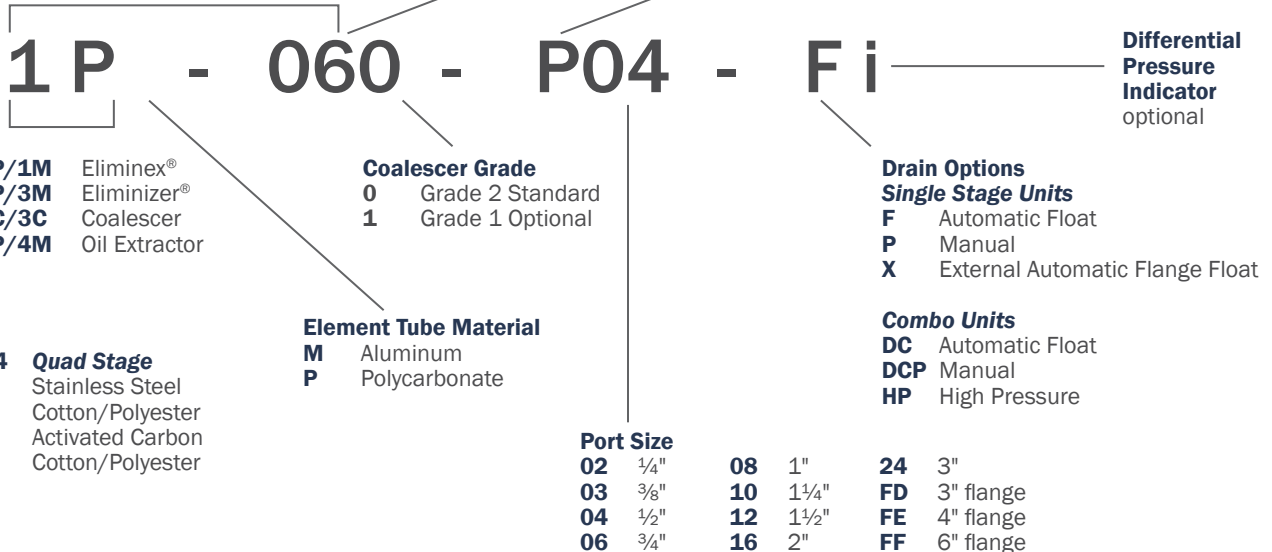 1 P - 060 - P04 - F i
Differential
Pressure
Indicator
optional
P/1M Eliminex®
P/3M Eliminizer®
C/3C Coalescer
P/4M Oil Extractor
Coalescer Grade
0 Grade 2 Standard
1 Grade 1 Optional
Drain Options
Single Stage Units
F Automatic Float
P Manual
X External Automatic Flange Float
Combo Units
DC Automatic Float
DCP Manual
HP High Pressure
Element Tube Material
M Aluminum
P Polycarbonate
4 Quad Stage
Stainless Steel
Cotton/Polyester
Activated Carbon
Cotton/Polyester
Port Size
02 ¼" 08 1" 24 3"
03 ⅜" 10 1¼" FD 3" flange
04 ½" 12 1½" FE 4" flange
06 ¾" 16 2" FF 6" flange